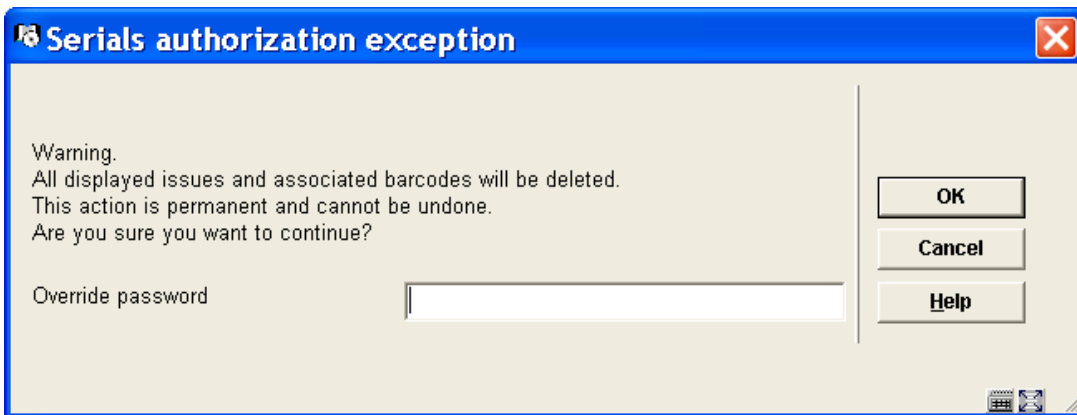 Serials authorization exception
Warning.
All displayed issues and associated barcodes will be deleted.
This action is permanent and cannot be undone.
Are you sure you want to continue?
OK
Cancel
Override password
Help